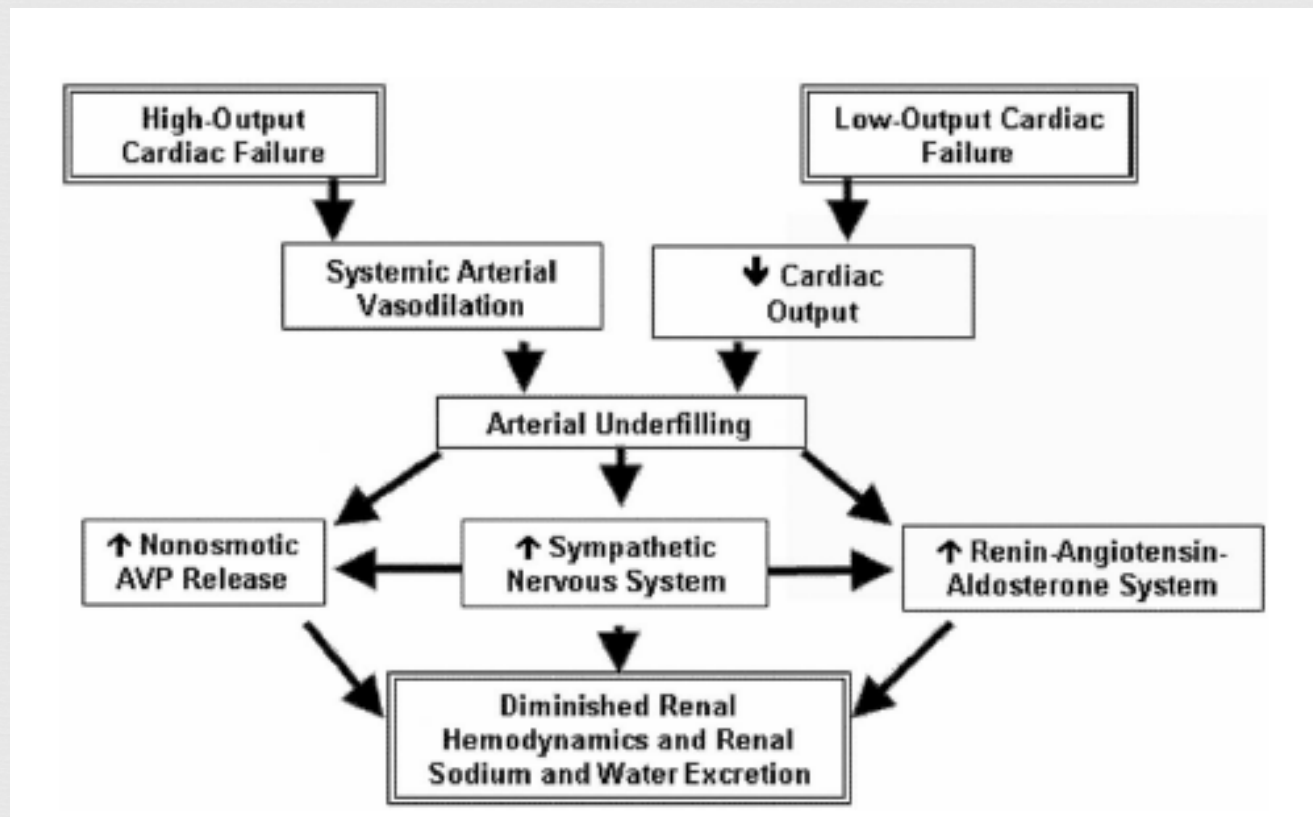 High-Output
Cardiac Failure
Low-Output Cardiac
Failure
Systemic Arterial
Vasodilation
↓ Cardiac
Output
Arterial Underfilling
↑ Nonosmotic
AVP Release
↑ Sympathetic
Nervous System
↑ Renin-Angiotensin-
Aldosterone System
Diminished Renal
Hemodynamics and Renal
Sodium and Water Excretion